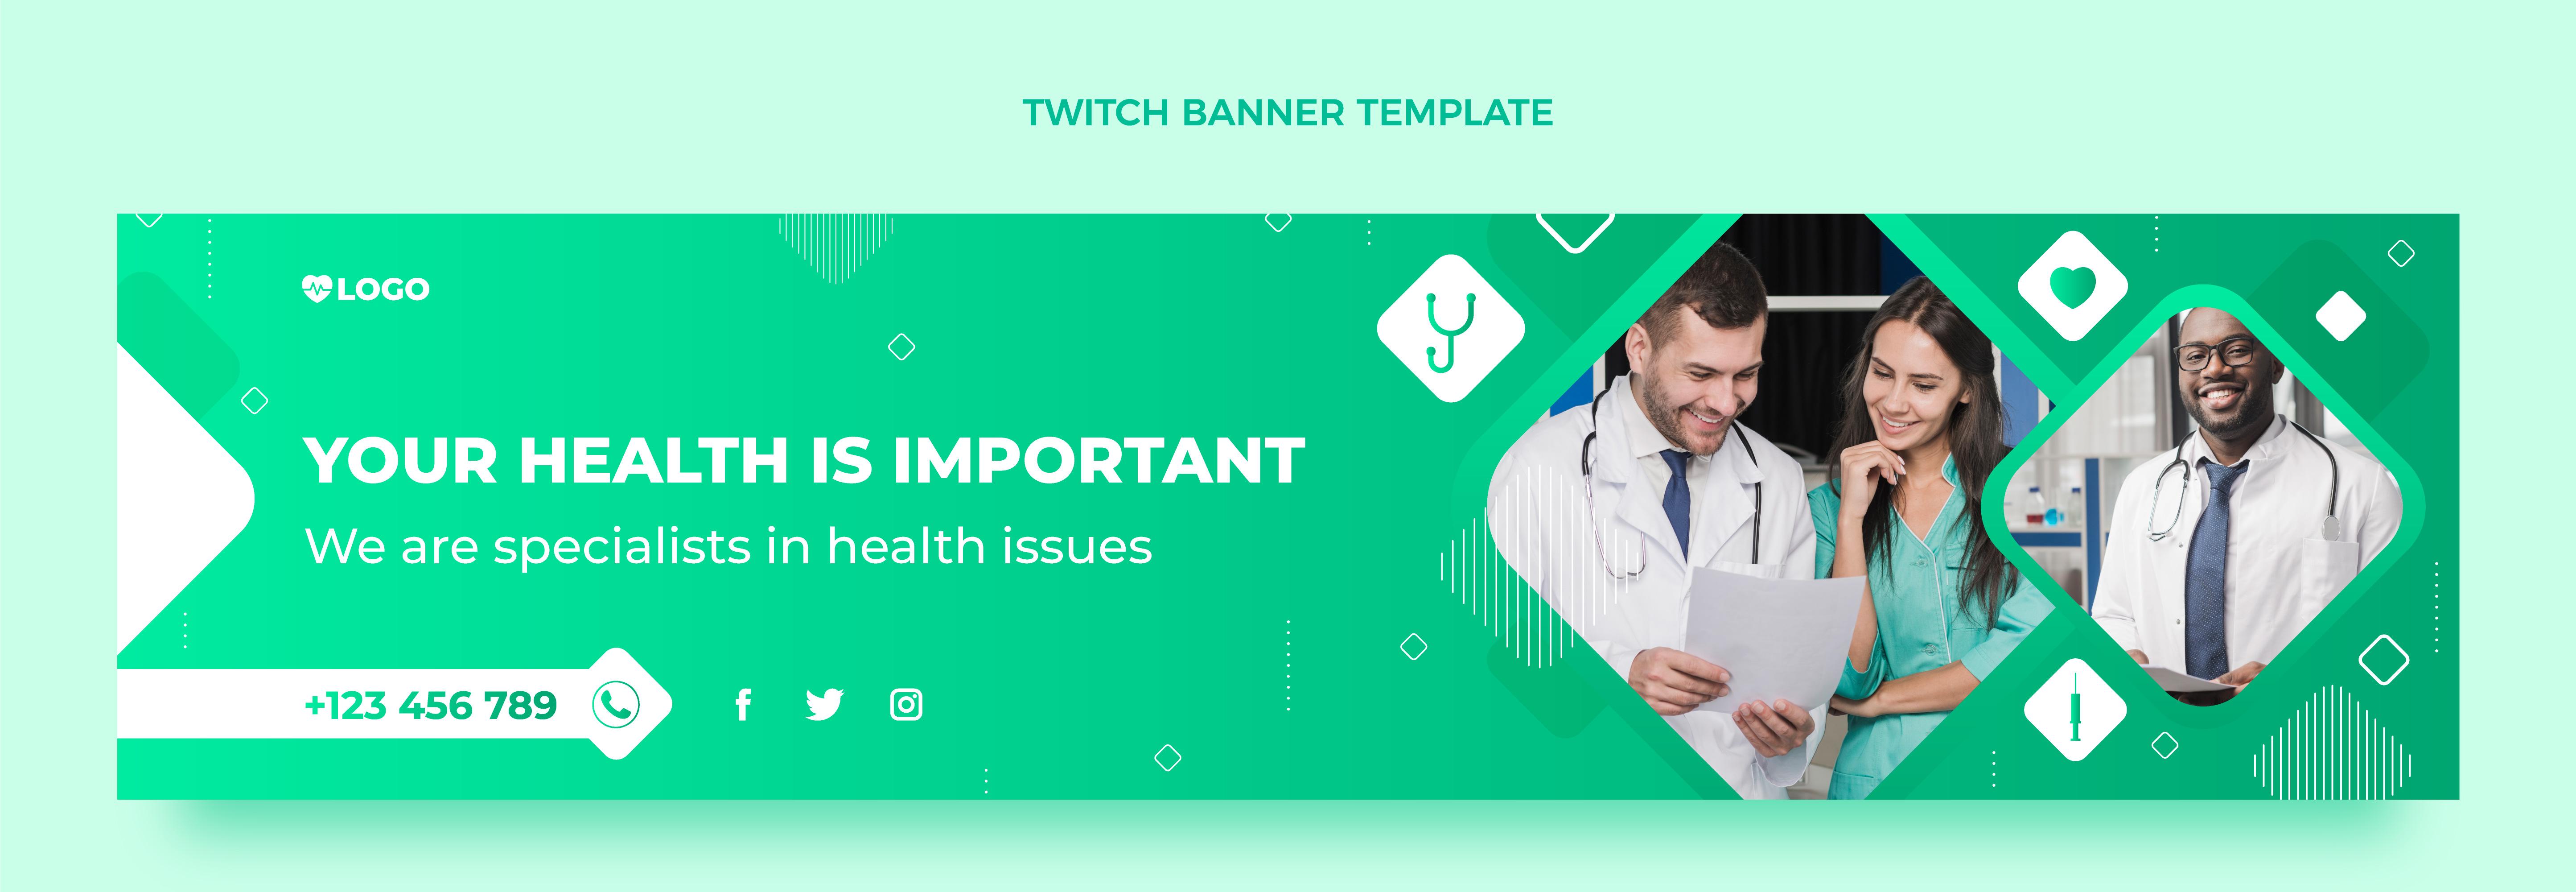 TWITCH BANNER TEMPLATE
LOGO
YOUR HEALTH IS IMPORTANT
We are specialists in health issues
+123 456 789